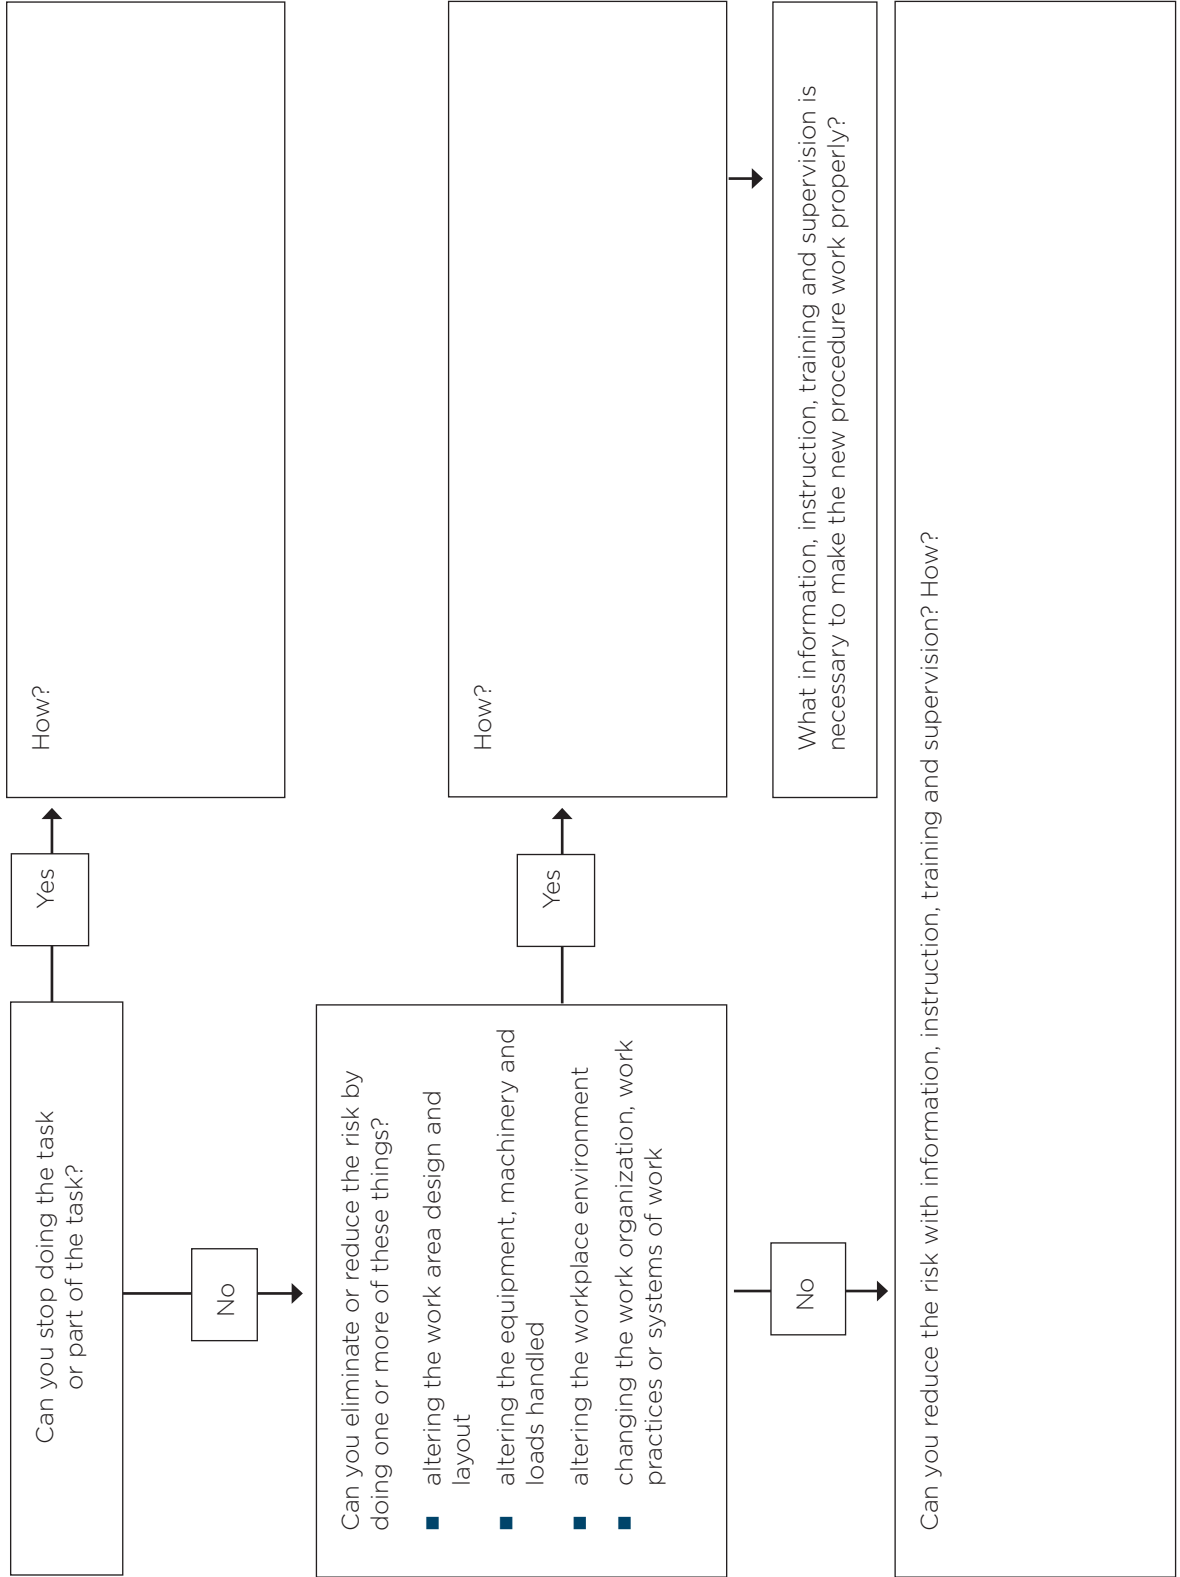 Can you stop doing the task
or part of the task?
Yes
How?
No
Can you eliminate or reduce the risk by
doing one or more of these things?
■ altering the work area design and
layout
■ altering the equipment, machinery and
loads handled
■ altering the workplace environment
■ changing the work organization, work
practices or systems of work
Yes
How?
What information, instruction, training and supervision is
necessary to make the new procedure work properly?
No
Can you reduce the risk with information, instruction, training and supervision? How?